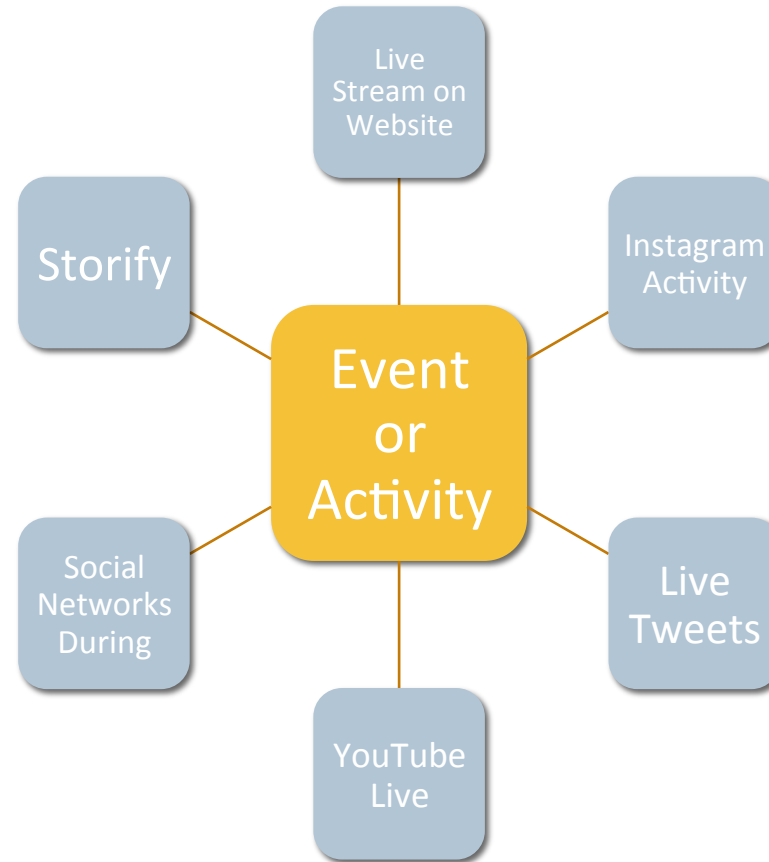 Live
Stream on
Website
Storify
Instagram
Activity
Event
or
Activity
Social
Networks
During
Live
Tweets
YouTube
Live